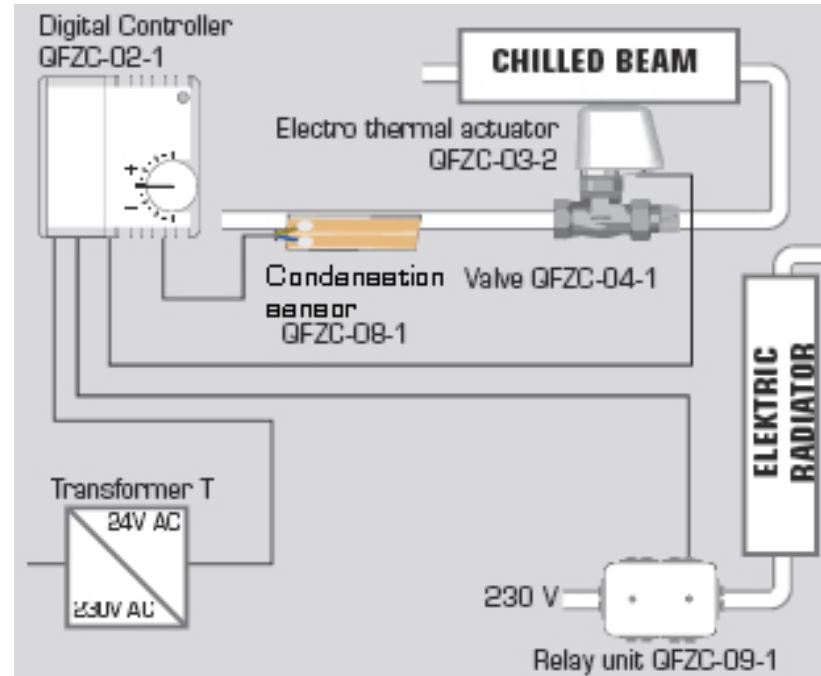 Digital Controller
QFZC-02-1
CHILLED BEAM
Electro thermal actuator
QFZC-03-2
+
−
Condensation
sensor
QFZC-08-1
Valve QFZC-04-1
ELEKTRIC
RADIATOR
Transformer T
24V AC
230V AC
230 V
Relay unit QFZC-09-1